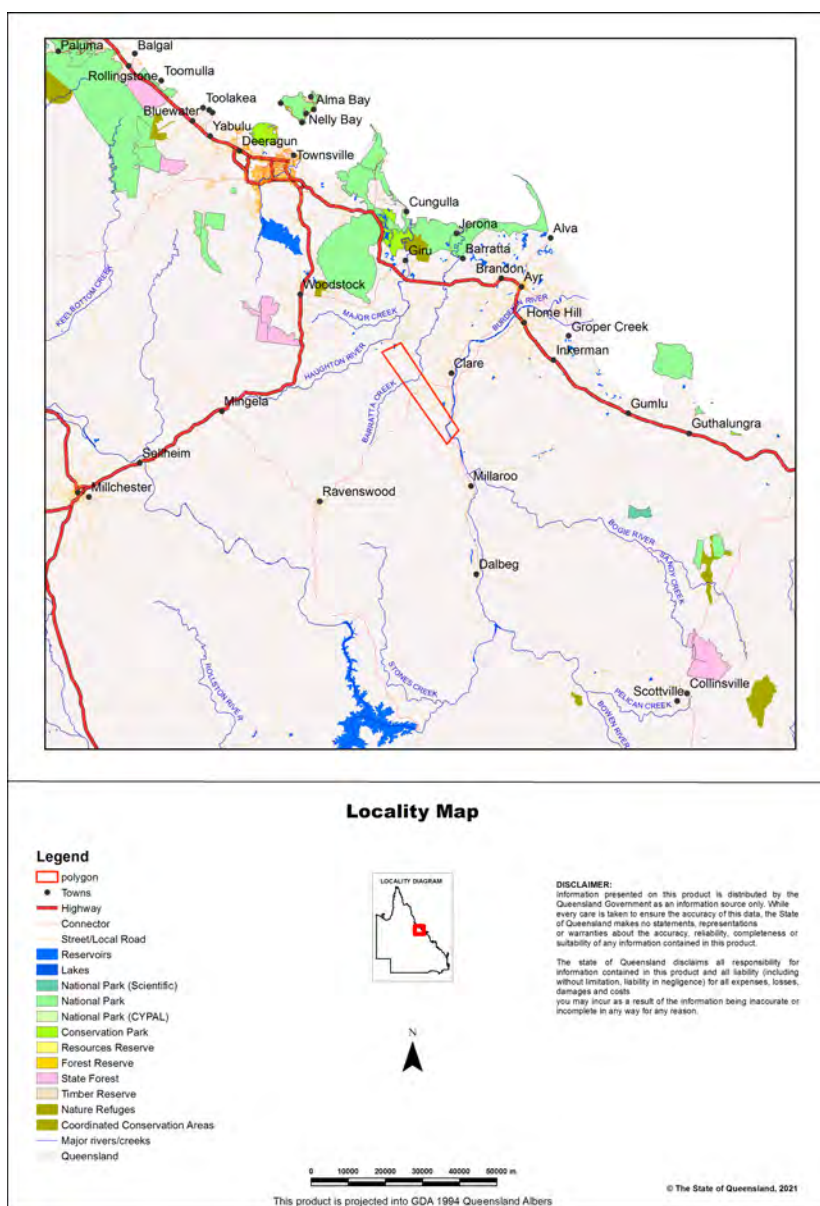 Paluma
Balgal
Rollingstone
Toomulla
Toolakea
Bluewater
Yabulu
Alma Bay
Nelly Bay
Deeragun
Townsville
Cungulla
Jerona
Alva
Giru
Barratta
Brandon
Ayr
Woodstock
KEELBOTTOM CREEK
MAJOR CREEK
BURDEKIN RIVER
Home Hill
Groper Creek
HAUGHTON RIVER
Inkerman
Clare
BARRATTA CREEK
Mingela
Gumlu
Guthalungra
Sellheim
Millchester
Millaroo
Ravenswood
BOGIE RIVER
SANDY CREEK
Dalbeg
ROLLSTON RIVER
STONES CREEK
Collinsville
Scottville
PELICAN CREEK
BOWEN RIVER
Locality Map
Legend
polygon
Towns
Highway
Connector
Street/Local Road
Reservoirs
Lakes
National Park (Scientific)
National Park
National Park (CYPAL)
Conservation Park
Resources Reserve
Forest Reserve
State Forest
Timber Reserve
Nature Refuges
Coordinated Conservation Areas
Major rivers/creeks
Queensland
LOCALITY DIAGRAM
N
DISCLAIMER:
Information presented on this product is distributed by the
Queensland Government as an information source only. While
every care is taken to ensure the accuracy of this data, the State
of Queensland makes no statements, representations
or warranties about the accuracy, reliability, completeness or
suitability of any information contained in this product.
The state of Queensland disclaims all responsibility for
information contained in this product and all liability (including
without limitation, liability in negligence) for all expenses, losses,
damages and costs
you may incur as a result of the information being inaccurate or
incomplete in any way for any reason.
0 10000 20000 30000 40000 50000 m
This product is projected into GDA 1994 Queensland Albers
© The State of Queensland, 2021